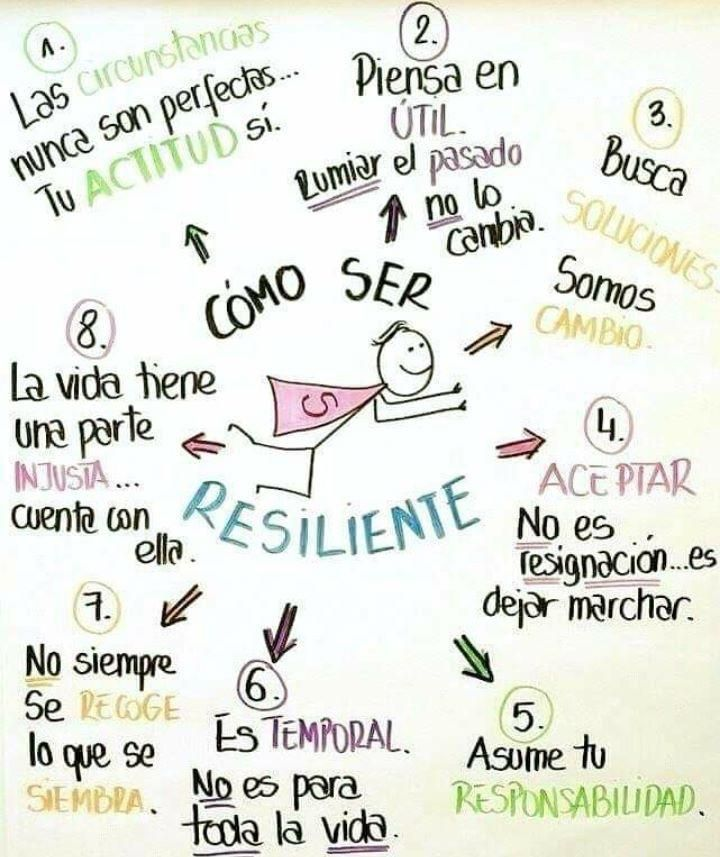 CÓMO SER
RESILIENTE
S
1.
Las circunstancias
nunca son perfectas...
Tu ACTITUD sí.
2.
Piensa en
ÚTIL.
Rumiar el pasado
no lo
cambia.
3.
Busca
SOLUCIONES.
Somos
CAMBIO.
4.
ACEPTAR
No es
resignación...es
dejar marchar.
5.
Asume tu
RESPONSABILIDAD.
6.
Es TEMPORAL.
No es para
toda la vida.
7.
No siempre
se RECOGE
lo que se
SIEMBRA.
8.
La vida tiene
una parte
INJUSTA...
cuenta con
ella.